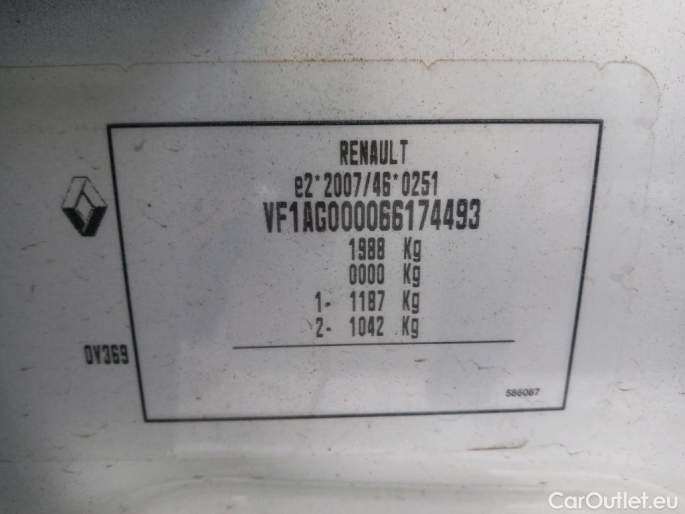 RENAULT
e2*2007/46*0251
VF1AG000066174493
1988 Kg
0000 Kg
1- 1187 Kg
2- 1042 Kg
0V369
586087
CarOutlet.eu